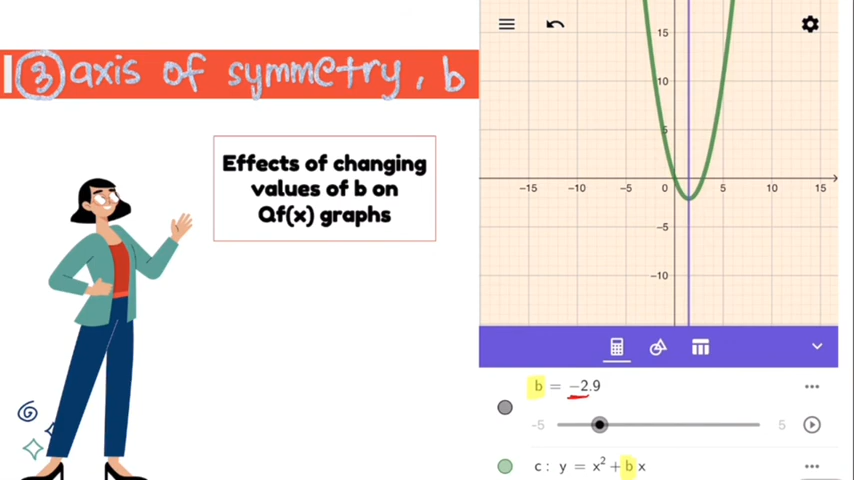 ③ axis of symmetry, b
Effects of changing
values of b on
Qf(x) graphs
15
10
5
-15
-10
-5
0
5
10
15
-5
-10
b = -2.9
-5
5
c: y = x² + b x